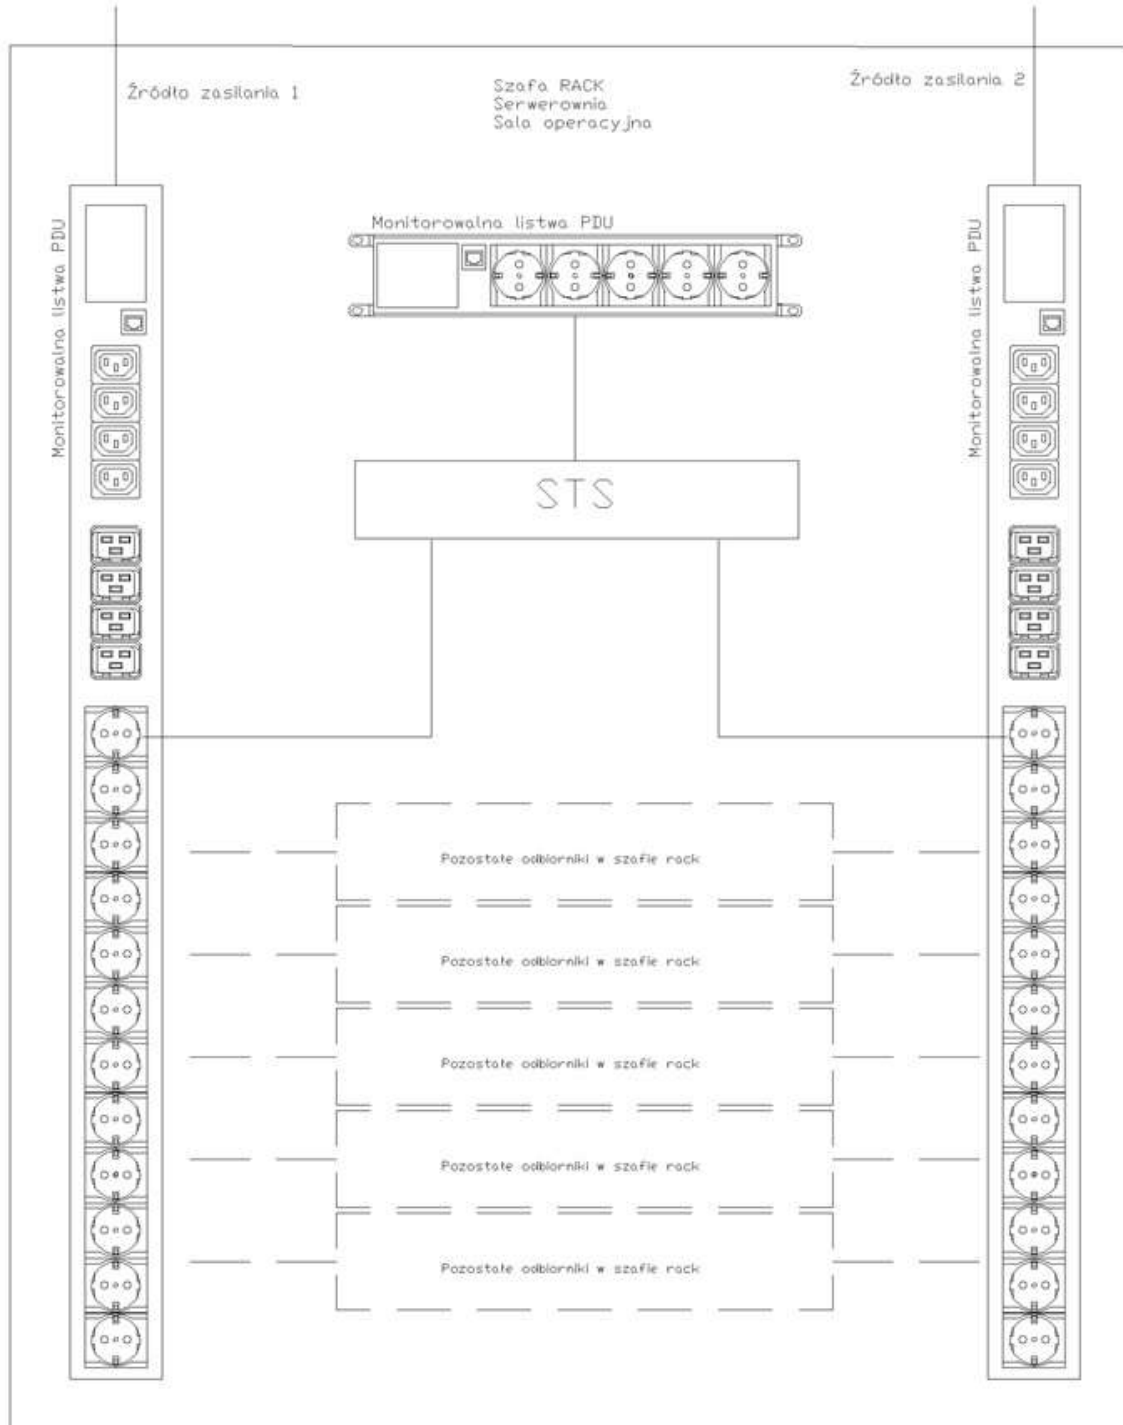 Źródło zasilania 1
Szafa RACK
Serwerownia
Sala operacyjna
Źródło zasilania 2
Monitorowalna listwa PDU
Monitorowalna listwa PDU
Monitorowalna listwa PDU
STS
Pozostałe odbiorniki w szafie rack
Pozostałe odbiorniki w szafie rack
Pozostałe odbiorniki w szafie rack
Pozostałe odbiorniki w szafie rack
Pozostałe odbiorniki w szafie rack